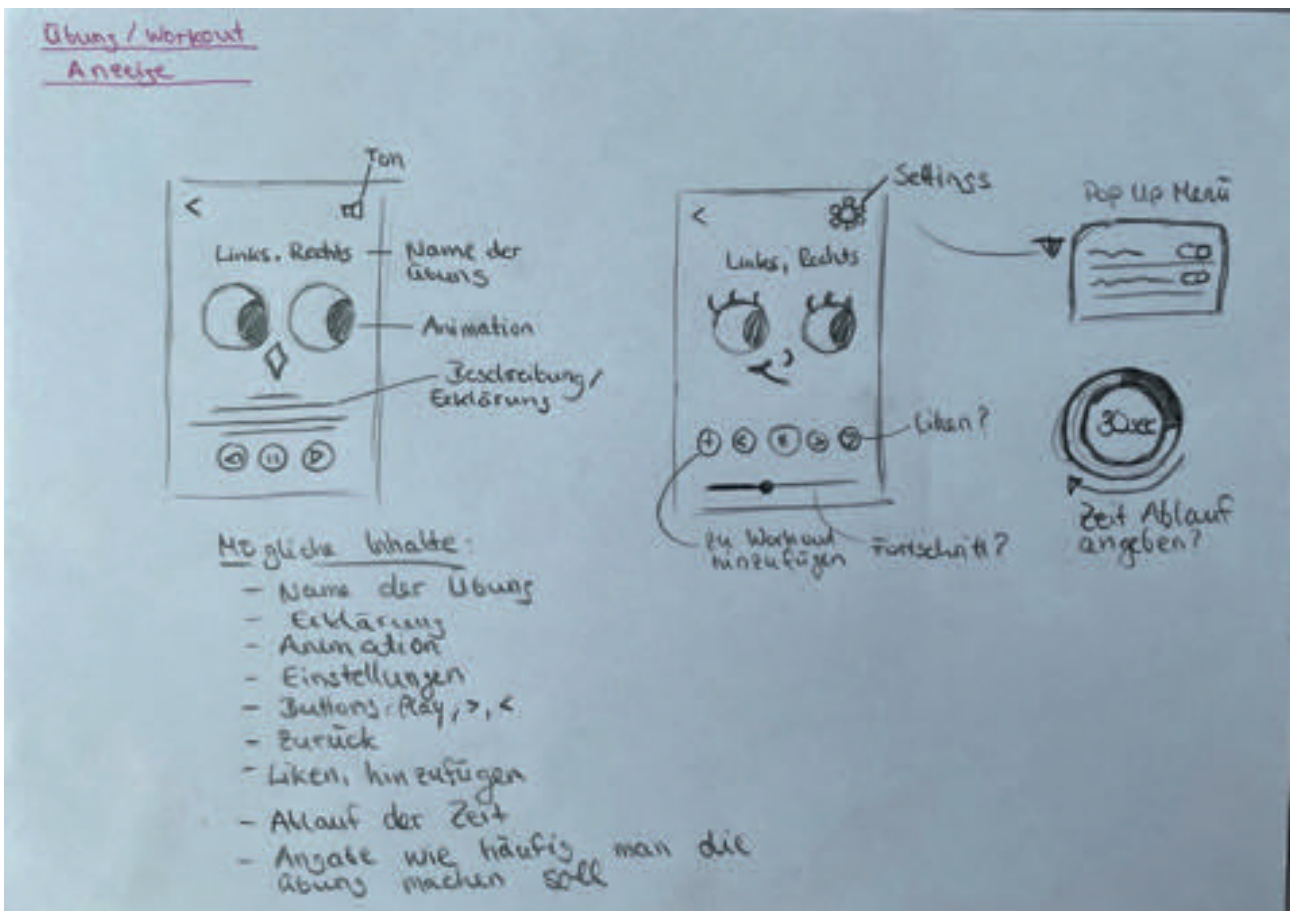 Übung / Workout
Anzeige
Ton
<
Links, Rechts
Name der
Übung
Animation
Beschreibung/
Erklärung
<
Settings
Links, Rechts
Liken?
zu Workout
hinzufügen
Fortschritt?
Pop Up Menü
30sec
Zeit Ablauf
angeben?
Mögliche Inhalte:
- Name der Übung
- Erklärung
- Animation
- Einstellungen
- Buttons: Play, >, <
- Zurück
- Liken, hinzufügen
- Ablauf der Zeit
- Angabe wie häufig man die
Übung machen soll